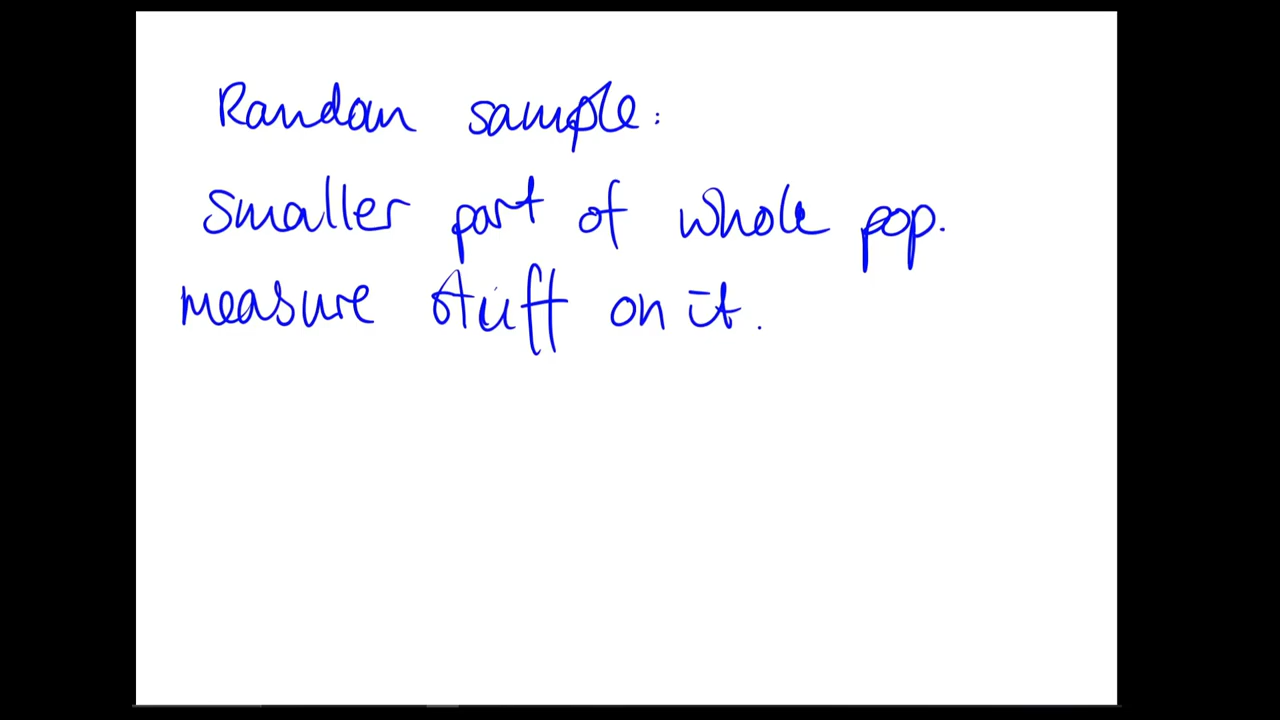 Random sample:
smaller part of whole pop.
measure stuff on it.